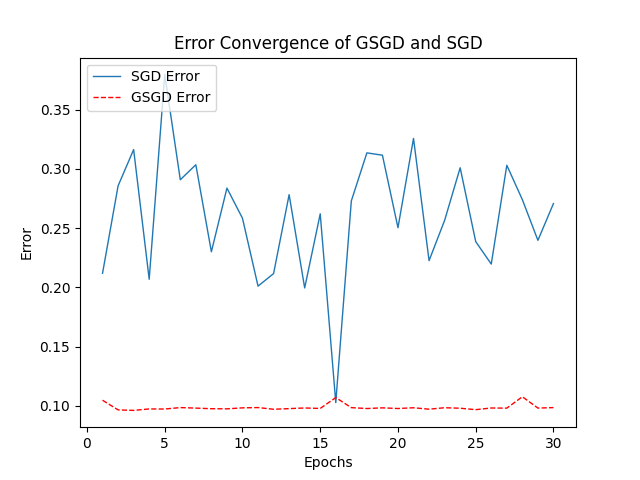 Error Convergence of GSGD and SGD
SGD Error
GSGD Error
0.35
0.30
0.25
0.20
0.15
0.10
Error
0 5 10 15 20 25 30
Epochs